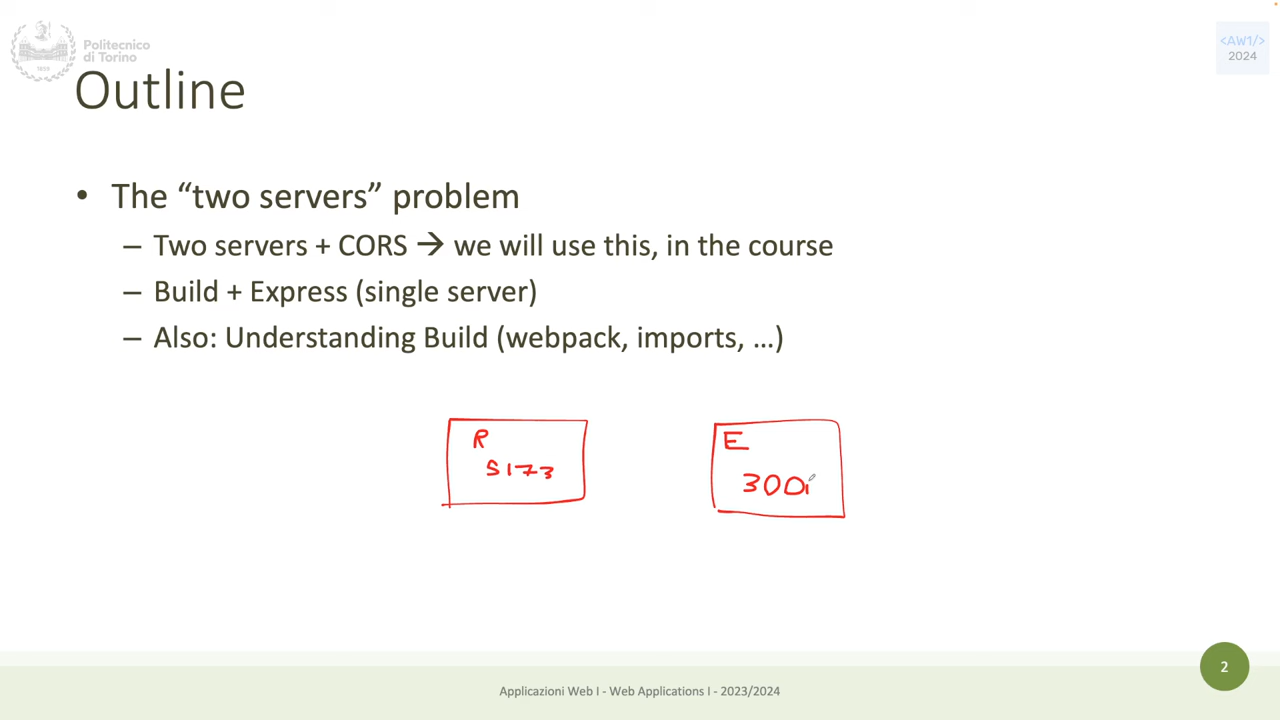 Politecnico
di Torino
1859
<AW1/>
2024
Outline
• The “two servers” problem
– Two servers + CORS → we will use this, in the course
– Build + Express (single server)
– Also: Understanding Build (webpack, imports, …)
R
5173
E
3001
2
Applicazioni Web I - Web Applications I - 2023/2024